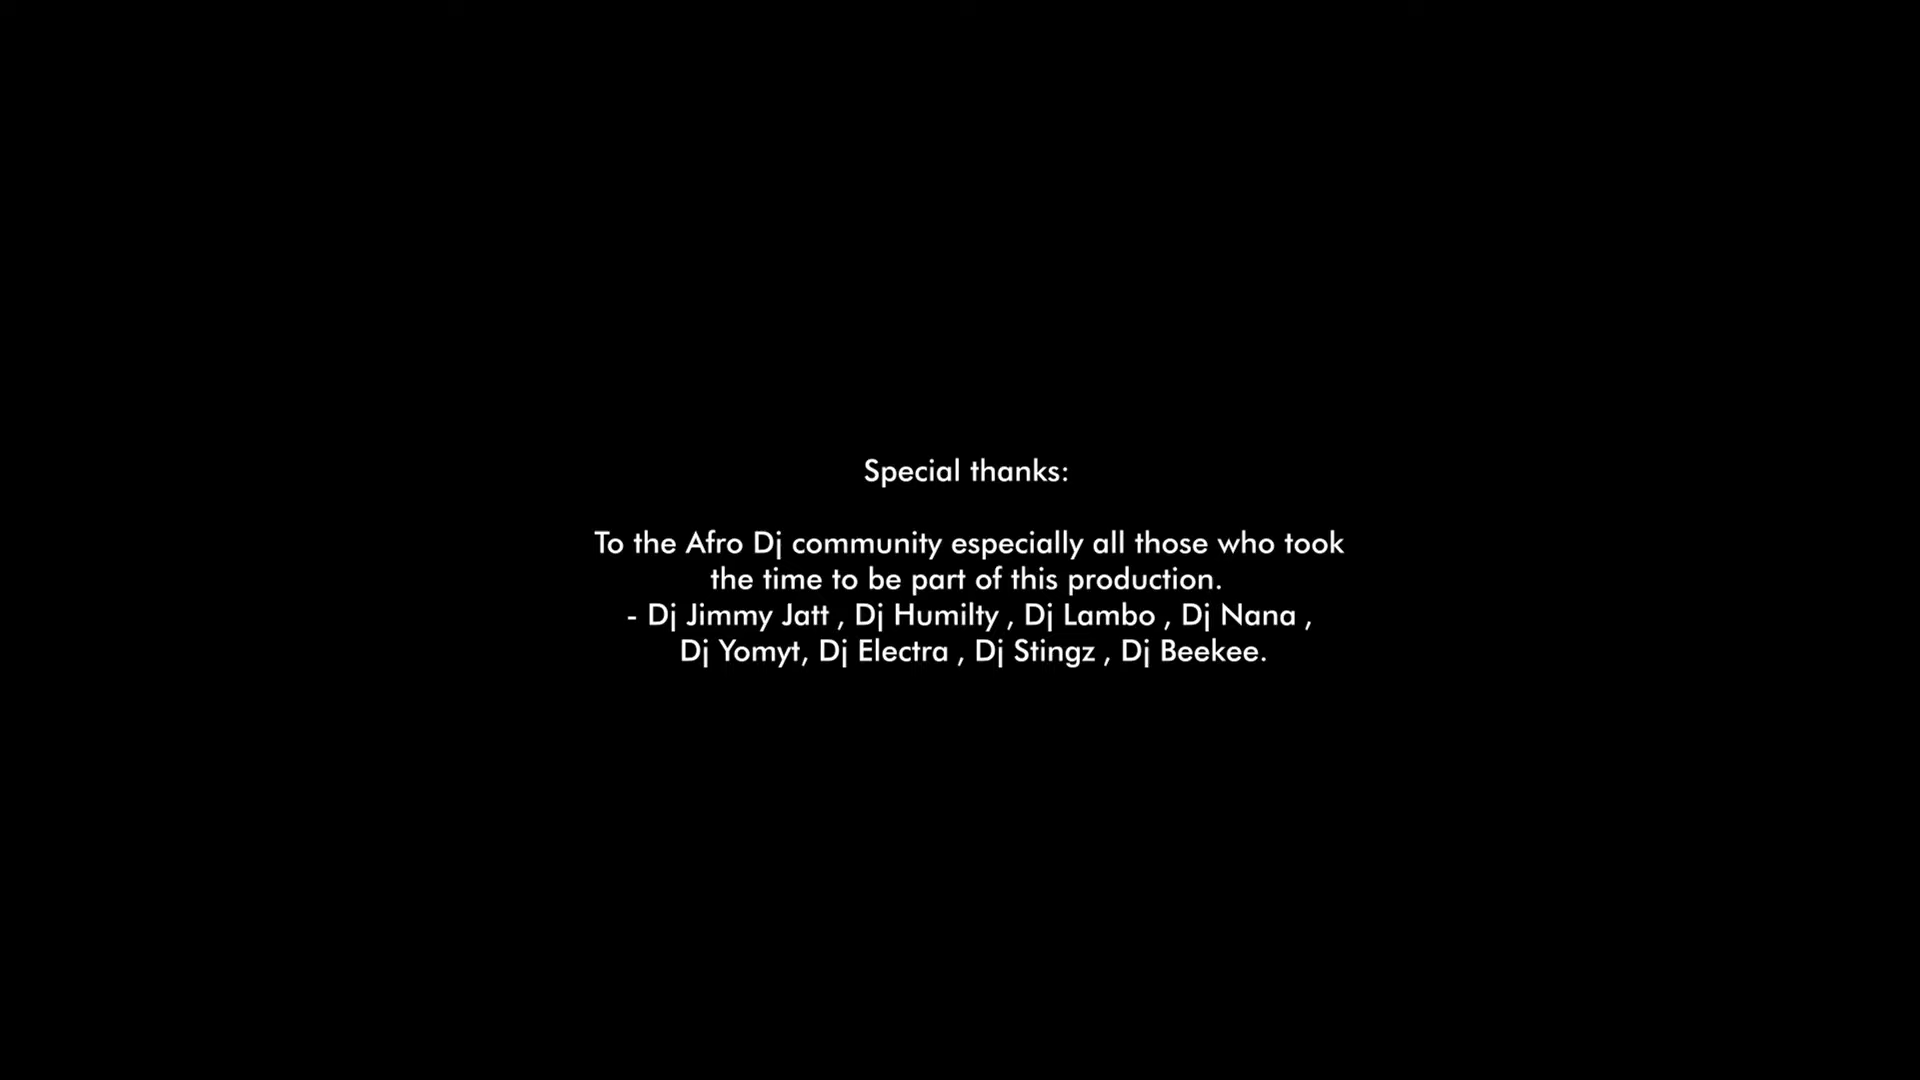 Special thanks:
To the Afro Dj community especially all those who took
the time to be part of this production.
- Dj Jimmy Jatt , Dj Humilty , Dj Lambo , Dj Nana ,
Dj Yomyt, Dj Electra , Dj Stingz , Dj Beekee.